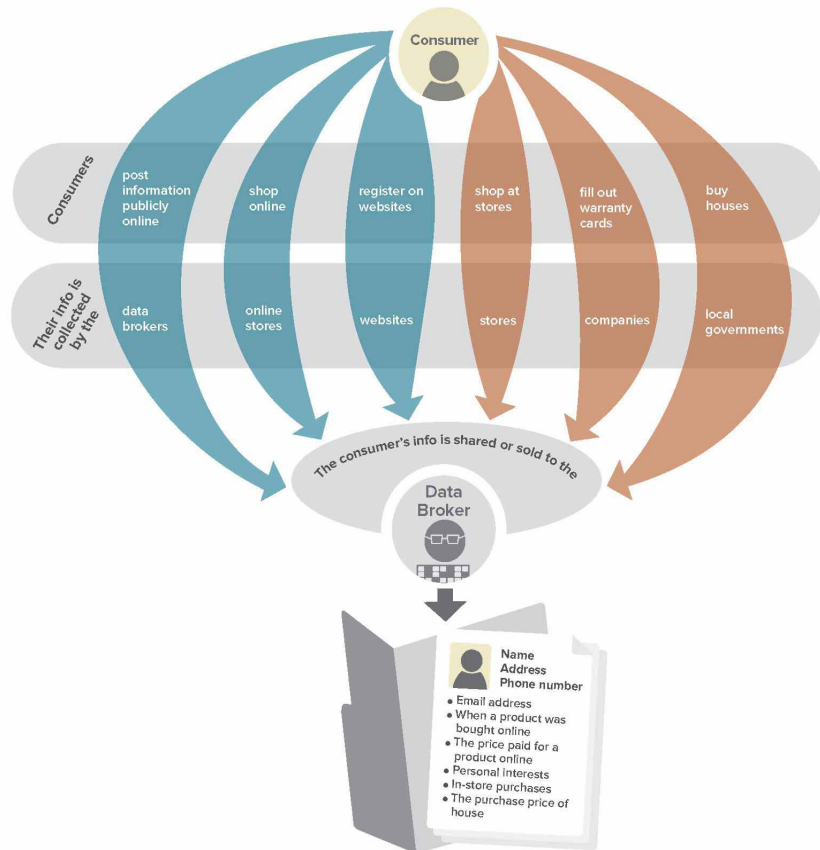 Consumer
Consumers
post
information
publicly
online
shop
online
register on
websites
shop at
stores
fill out
warranty
cards
buy
houses
Their info is
collected
by the
data
brokers
online
stores
websites
stores
companies
local
governments
The consumer's info is shared or sold to the
Data
Broker
Name
Address
Phone number
• Email address
• When a product was
bought online
• The price paid for a
product online
• Personal interests
• In-store purchases
• The purchase price of
house